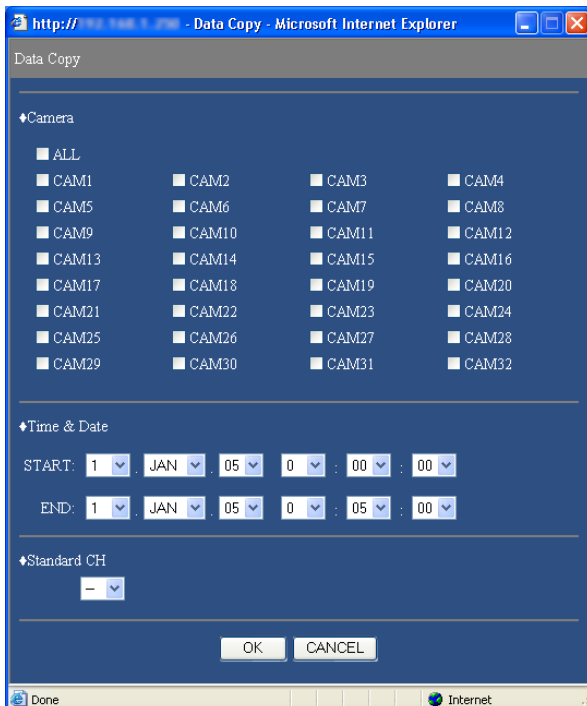 http:// - Data Copy - Microsoft Internet Explorer
Data Copy
♦Camera
ALL
CAM1 CAM2 CAM3 CAM4
CAM5 CAM6 CAM7 CAM8
CAM9 CAM10 CAM11 CAM12
CAM13 CAM14 CAM15 CAM16
CAM17 CAM18 CAM19 CAM20
CAM21 CAM22 CAM23 CAM24
CAM25 CAM26 CAM27 CAM28
CAM29 CAM30 CAM31 CAM32
♦Time & Date
START: 1 . JAN . 05 0 : 00 : 00
END: 1 . JAN . 05 0 : 05 : 00
♦Standard CH
--
OK CANCEL
Done Internet